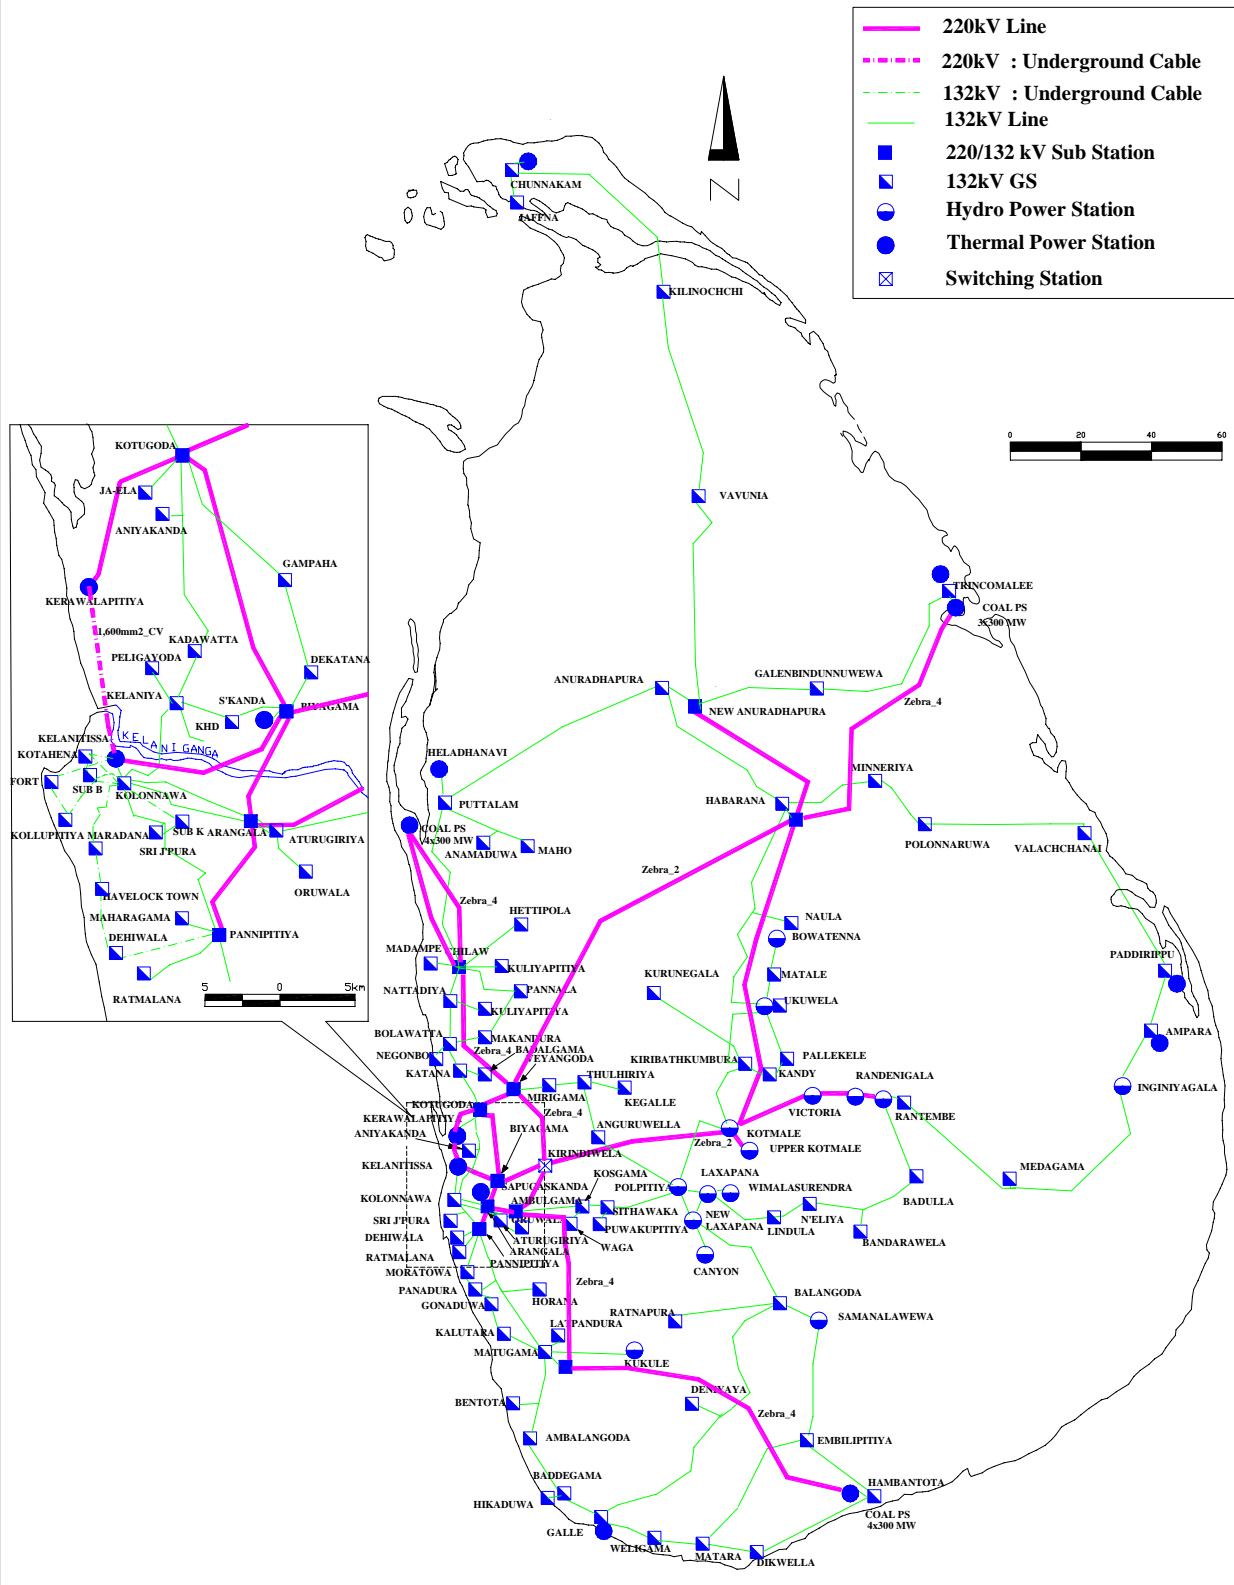 220kV Line
220kV : Underground Cable
132kV : Underground Cable
132kV Line
220/132 kV Sub Station
132kV GS
Hydro Power Station
Thermal Power Station
Switching Station
N
0 20 40 60
CHUNNAKAM
JAFFNA
KILINOCHCHI
VAVUNIA
TRINCOMALEE
COAL PS
3x300 MW
GALENBINDUNNUWEWA
ANURADHAPURA
NEW ANURADHAPURA
Zebra_4
HELADHANAVI
PUTTALAM
COAL PS
4x300 MW
ANAMADUWA
MAHO
HABARANA
MINNERIYA
POLONNARUWA
VALACHCHANAI
Zebra_2
Zebra_4
HETTIPOLA
NAULA
BOWATENNA
MADAMPE
CHILAW
KULIYAPITIYA
KURUNEGALA
MATALE
PADDIRIPPU
NATTADIYA
PANNALA
KULIYAPITIYA
UKUWELA
AMPARA
BOLAWATTA
MAKANDURA
NEGONBO
Zebra_4
BADALGAMA
VEYANGODA
KIRIBATHKUMBURA
PALLEKELE
KATANA
THULHIRIYA
KANDY
RANDENIGALA
INGINIYAGALA
MIRIGAMA
KEGALLE
KOTUGODA
KERAWALAPITIYA
Zebra_4
VICTORIA
RANTEMBE
ANIYAKANDA
BIYAGAMA
ANGURUWELLA
KOTMALE
Zebra_2
UPPER KOTMALE
KIRINDIWELA
KELANITISSA
KOSGAMA
POLPITIYA
LAXAPANA
WIMALASURENDRA
MEDAGAMA
BADULLA
SAPUGASKANDA
KOLONNAWA
AMBULGAMA
SITHAWAKA
NEW
LAXAPANA
LINDULA
N'ELIYA
BANDARAWELA
SRI J'PURA
ORUWALA
PUWAKUPITIYA
DEHIWALA
ATURUGIRIYA
WAGA
RATMALANA
ARANGALA
PANNIPITIYA
CANYON
MORATOWA
Zebra_4
PANADURA
HORANA
BALANGODA
GONADUWA
RATNAPURA
SAMANALAWEWA
KALUTARA
LATPANDURA
MATUGAMA
KUKULE
DENIYAYA
BENTOTA
Zebra_4
AMBALANGODA
EMBILIPITIYA
BADDEGAMA
HAMBANTOTA
HIKADUWA
COAL PS
4x300 MW
GALLE
WELIGAMA
MATARA
DIKWELLA
KOTUGODA
JA-ELA
ANIYAKANDA
GAMPAHA
KERAWALAPITIYA
1,600mm2_CV
KADAWATTA
PELIGAYODA
DEKATANA
KELANIYA
S'KANDA
BIYAGAMA
KHD
KELANI GANGA
KELANITISSA
KOTAHENA
FORT
SUB B
KOLONNAWA
KOLLUPITIYA
MARADANA
SUB K
ARANGALA
ATURUGIRIYA
SRI J'PURA
ORUWALA
HAVELOCK TOWN
MAHARAGAMA
PANNIPITIYA
DEHIWALA
RATMALANA
5 0 5km